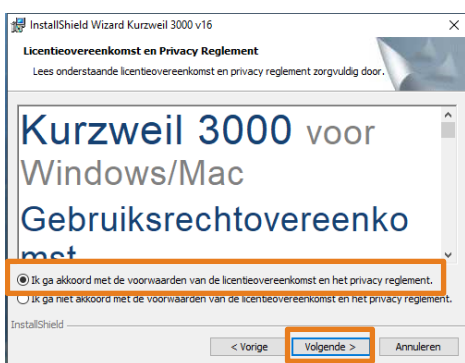 InstallShield Wizard Kurzweil 3000 v16
Licentieovereenkomst en Privacy Reglement
Lees onderstaande licentieovereenkomst en privacy reglement zorgvuldig door.
Kurzweil 3000 voor
Windows/Mac
Gebruiksrechtovereenko
mst
Ik ga akkoord met de voorwaarden van de licentieovereenkomst en het privacy reglement.
Ik ga niet akkoord met de voorwaarden van de licentieovereenkomst en het privacy reglement.
InstallShield
< Vorige
Volgende >
Annuleren